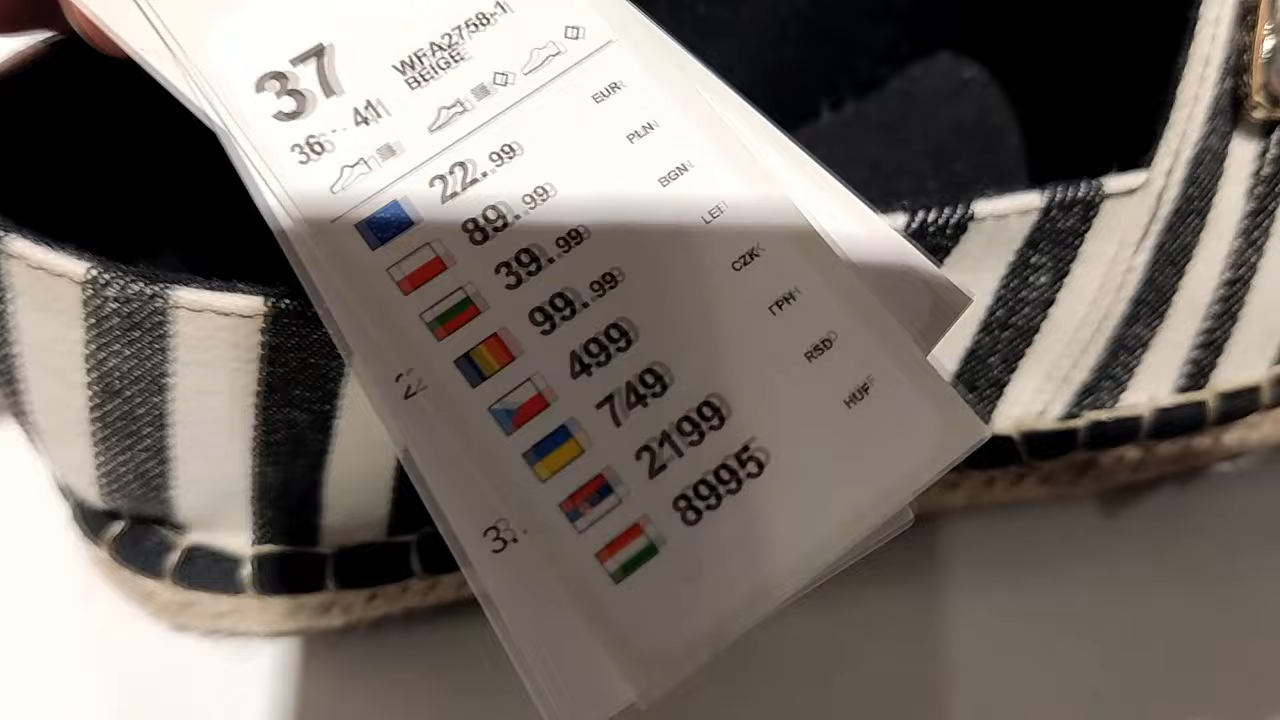 37
WFA2758-1
BEIGE
36 - 41
22.99 EUR
89.99 PLN
39.99 BGN
99.99 LEI
499 CZK
749 ГРН
2199 RSD
8995 HUF